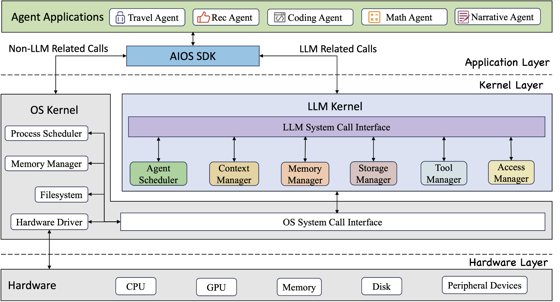 Agent Applications
Travel Agent
Rec Agent
Coding Agent
Math Agent
Narrative Agent
Non-LLM Related Calls
AIOS SDK
LLM Related Calls
Application Layer
Kernel Layer
OS Kernel
LLM Kernel
LLM System Call Interface
Process Scheduler
Memory Manager
Filesystem
Hardware Driver
Agent
Scheduler
Context
Manager
Memory
Manager
Storage
Manager
Tool
Manager
Access
Manager
OS System Call Interface
Hardware Layer
Hardware
CPU
GPU
Memory
Disk
Peripheral Devices